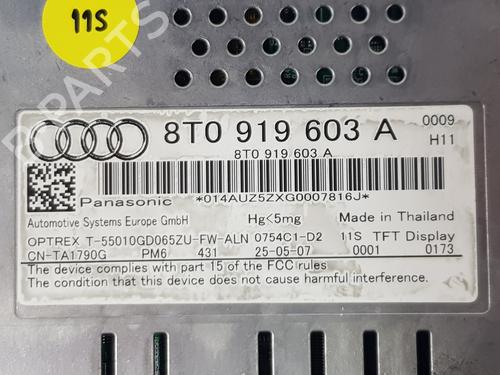 11S
B-PARTS
8T0 919 603 A
0009
8T0 919 603 A
H11
Panasonic
*014AUZ5ZXG0007816J*
Automotive Systems Europe GmbH
Hg<5mg
Made in Thailand
OPTREX T-55010GD065ZU-FW-ALN 0754C1-D2 11S TFT Display
CN-TA1790G PM6 431 25-05-07 0001 0173
The device complies with part 15 of the FCC rules
The condition that this device does not cause harmful interference.